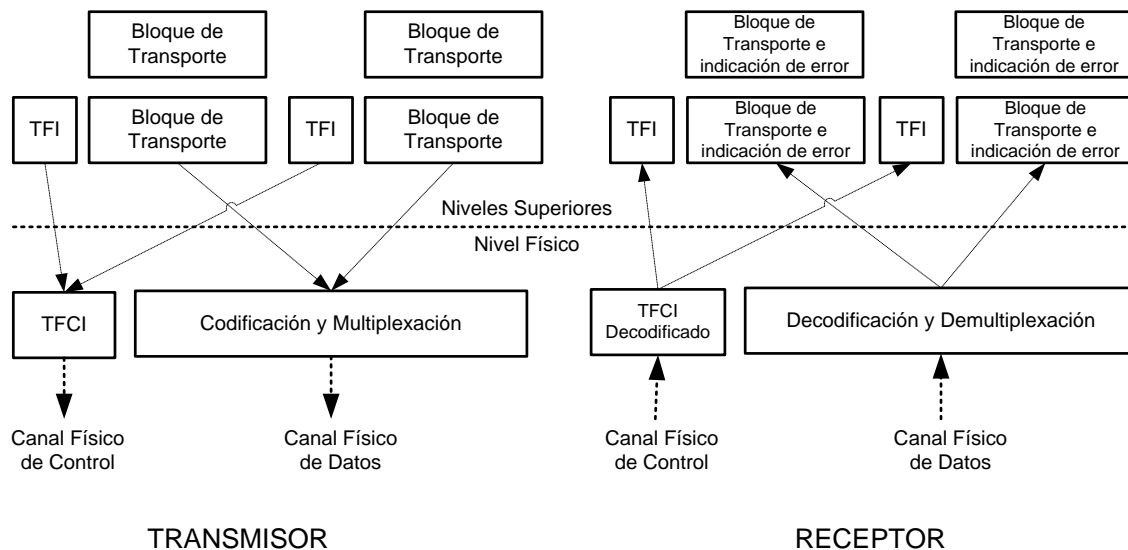 Bloque de
Transporte
Bloque de
Transporte
Bloque de
Transporte e
indicación de error
Bloque de
Transporte e
indicación de error
TFI
Bloque de
Transporte
TFI
Bloque de
Transporte
TFI
Bloque de
Transporte e
indicación de error
TFI
Bloque de
Transporte e
indicación de error
Niveles Superiores
Nivel Físico
TFCI
Codificación y Multiplexación
TFCI
Decodificado
Decodificación y Demultiplexación
Canal Físico
de Control
Canal Físico
de Datos
Canal Físico
de Control
Canal Físico
de Datos
TRANSMISOR
RECEPTOR